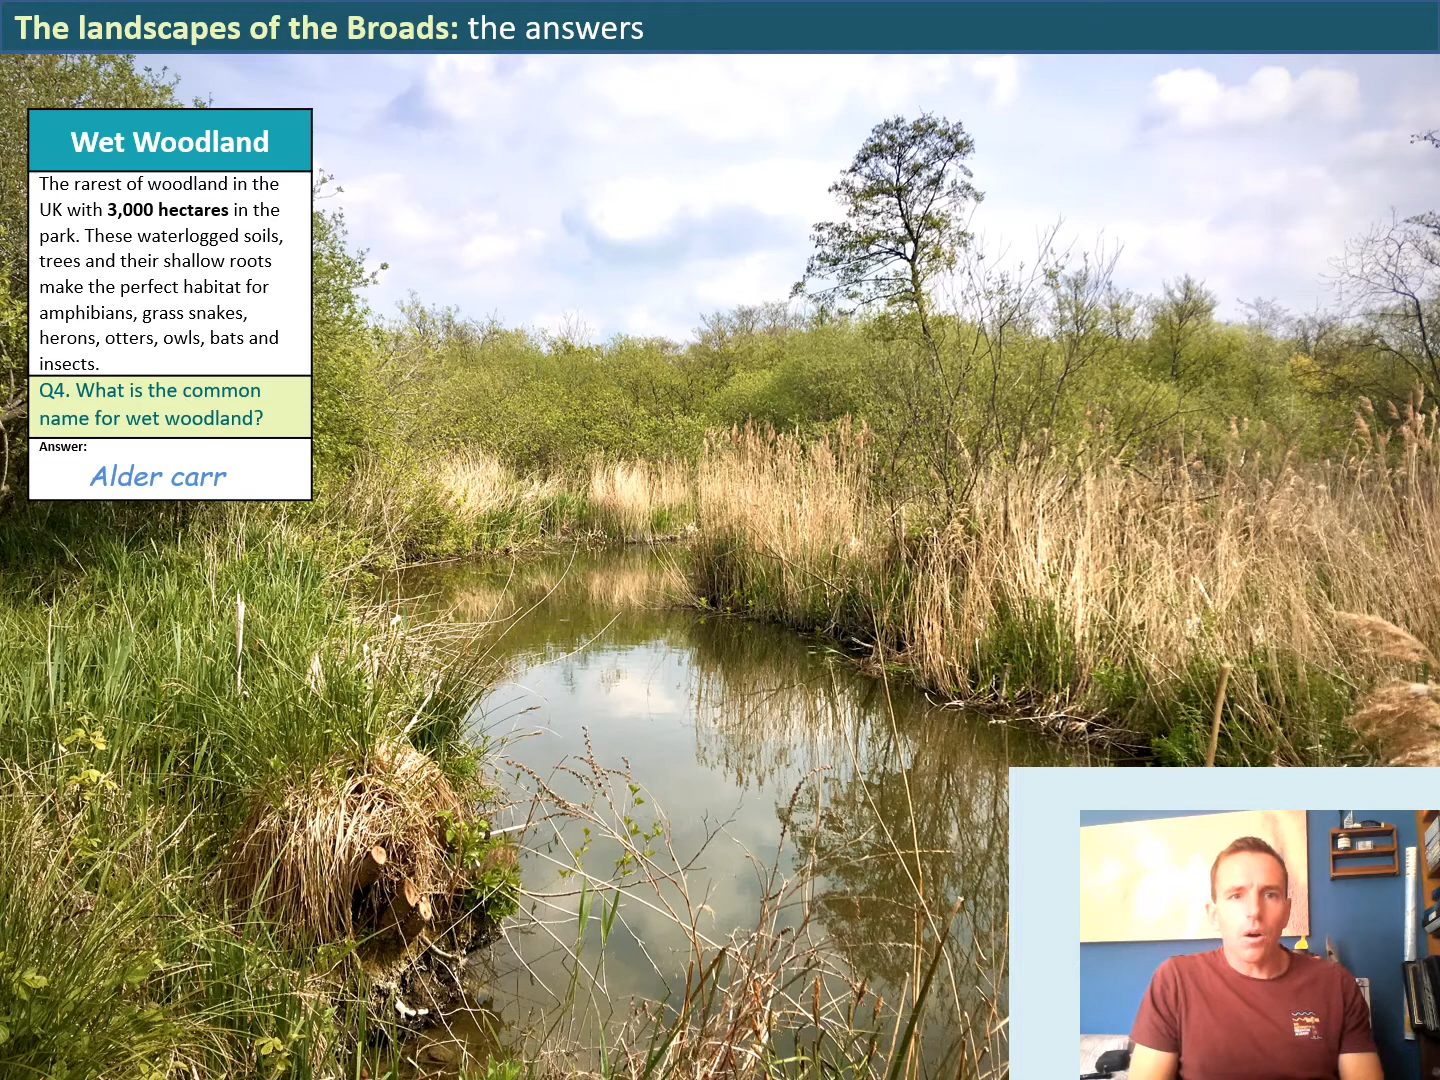 The landscapes of the Broads: the answers
Wet Woodland
The rarest of woodland in the
UK with 3,000 hectares in the
park. These waterlogged soils,
trees and their shallow roots
make the perfect habitat for
amphibians, grass snakes,
herons, otters, owls, bats and
insects.
Q4. What is the common
name for wet woodland?
Answer:
Alder carr